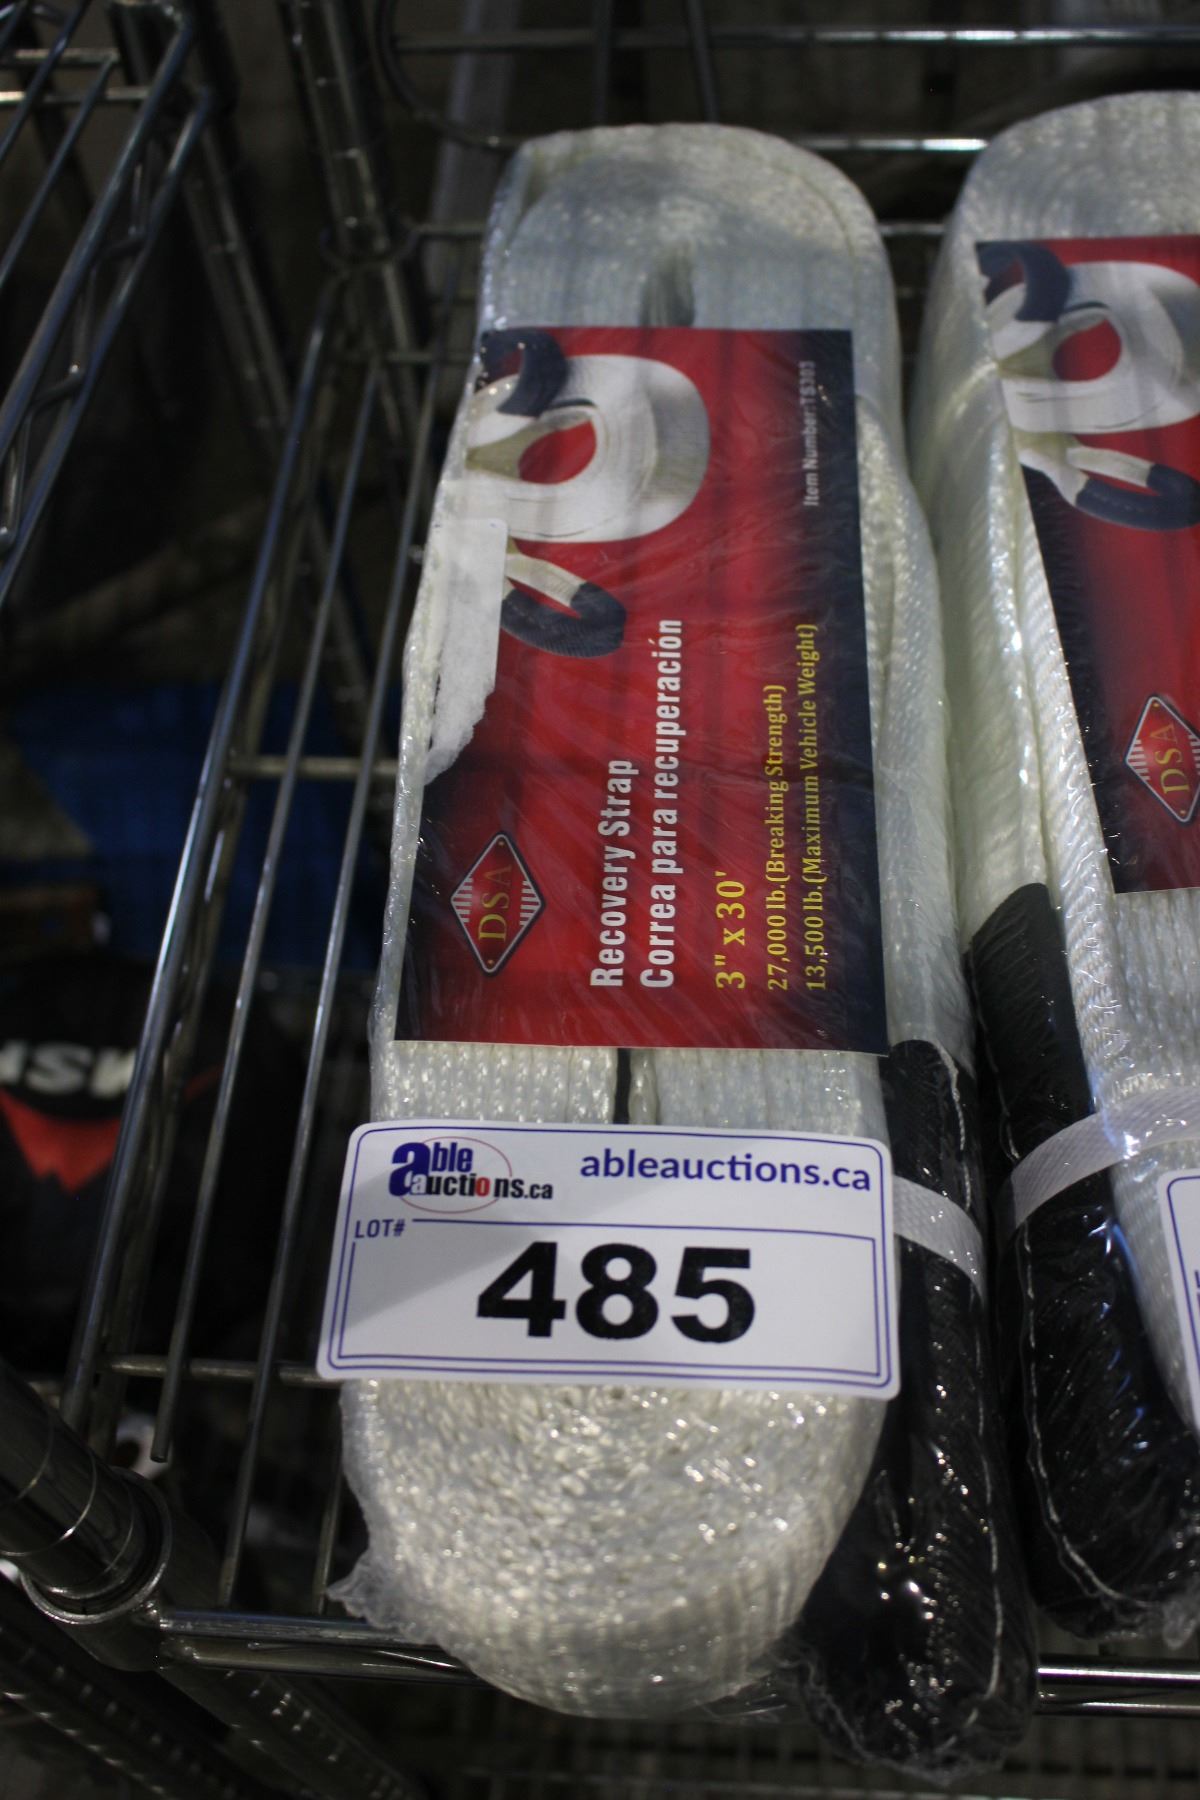 Item Number:TS303
Recovery Strap
Correa para recuperación
3" x 30'
27,000 lb.(Breaking Strength)
13,500 lb.(Maximum Vehicle Weight)
DSA
DSA
able auctions.ca
ableauctions.ca
LOT#
485